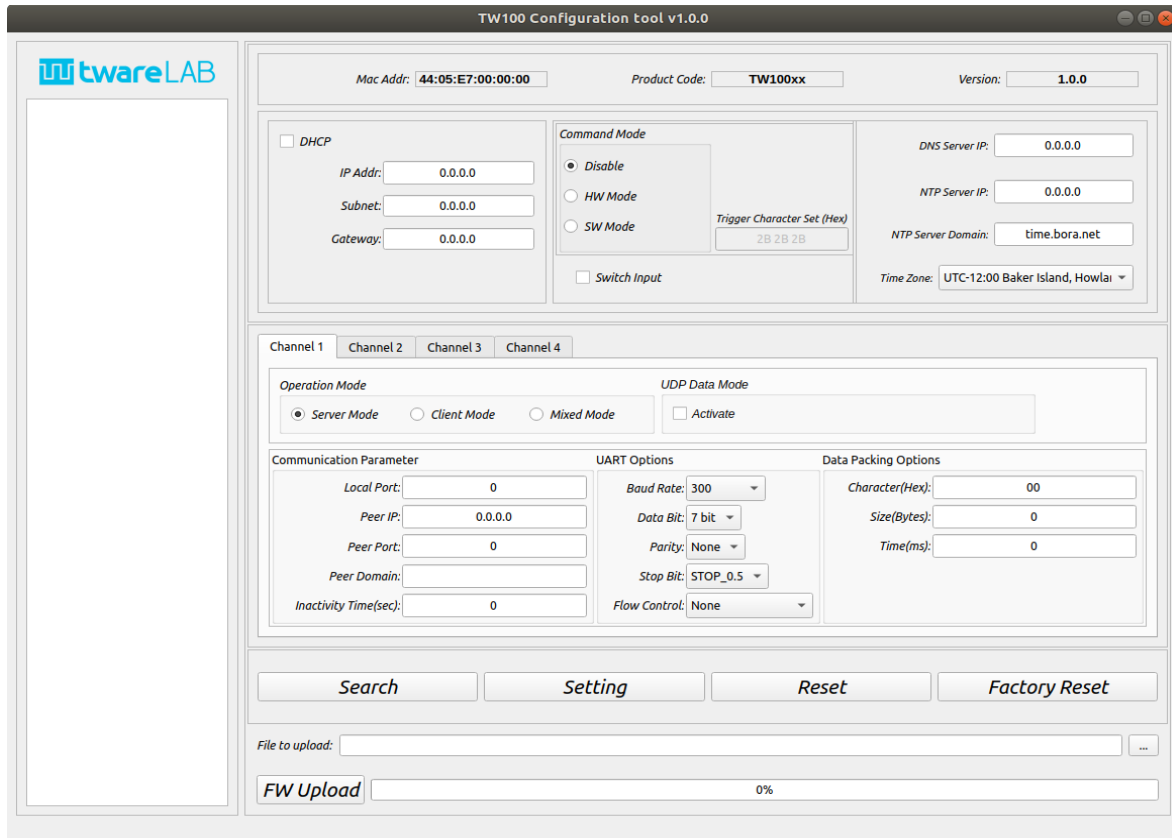 TW100 Configuration tool v1.0.0
twareLAB
Mac Addr: 44:05:E7:00:00:00 Product Code: TW100xx Version: 1.0.0
DHCP
IP Addr: 0.0.0.0
Subnet: 0.0.0.0
Gateway: 0.0.0.0
Command Mode
Disable
HW Mode
SW Mode
Trigger Character Set (Hex)
2B 2B 2B
Switch Input
DNS Server IP: 0.0.0.0
NTP Server IP: 0.0.0.0
NTP Server Domain: time.bora.net
Time Zone: UTC-12:00 Baker Island, Howla
Channel 1 Channel 2 Channel 3 Channel 4
Operation Mode
Server Mode Client Mode Mixed Mode
UDP Data Mode
Activate
Communication Parameter
Local Port: 0
Peer IP: 0.0.0.0
Peer Port: 0
Peer Domain:
Inactivity Time(sec): 0
UART Options
Baud Rate: 300
Data Bit: 7 bit
Parity: None
Stop Bit: STOP_0.5
Flow Control: None
Data Packing Options
Character(Hex): 00
Size(Bytes): 0
Time(ms): 0
Search Setting Reset Factory Reset
File to upload: ...
FW Upload 0%